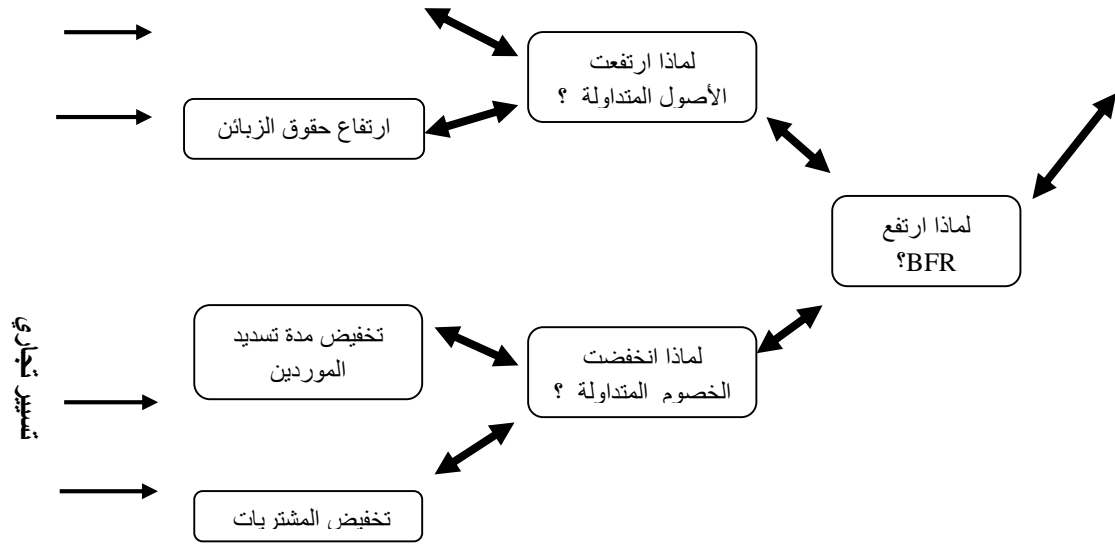 لماذا ارتفعت
الأصول المتداولة ؟
ارتفاع حقوق الزبائن
لماذا ارتفع
BFR؟
تخفيض مدة تسديد
الموردين
لماذا انخفضت
الخصوم المتداولة ؟
تسيير تجاري
تخفيض المشتريات